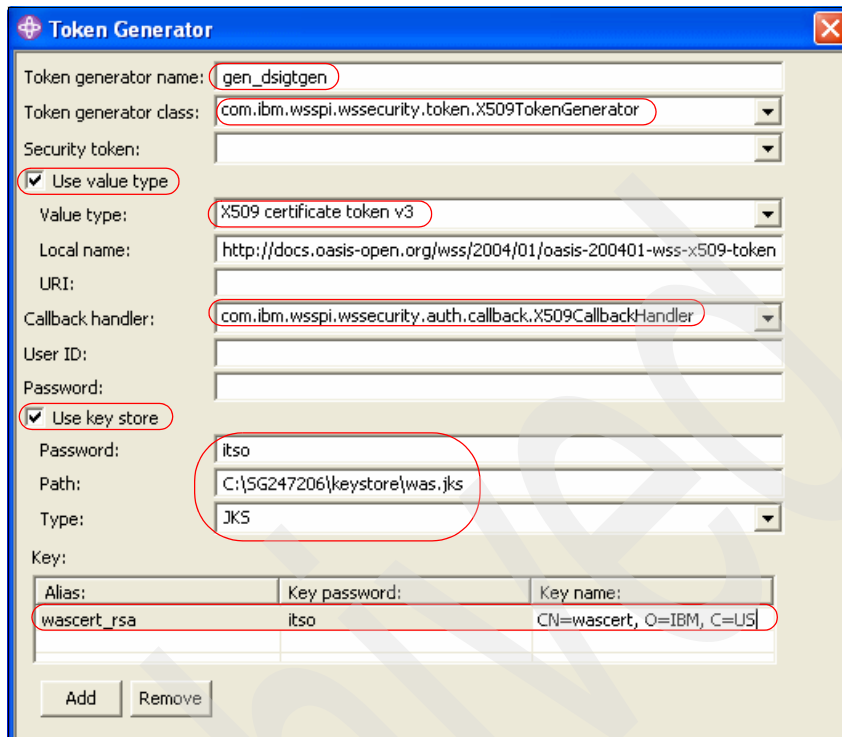 Token Generator
Token generator name: gen_dsigtgen
Token generator class: com.ibm.wsspi.wssecurity.token.X509TokenGenerator
Security token:
Use value type
Value type: X509 certificate token v3
Local name: http://docs.oasis-open.org/wss/2004/01/oasis-200401-wss-x509-token
URI:
Callback handler: com.ibm.wsspi.wssecurity.auth.callback.X509CallbackHandler
User ID:
Password:
Use key store
Password: itso
Path: C:\SG247206\keystore\was.jks
Type: JKS
Key:
Alias: Key password: Key name:
wascert_rsa itso CN=wascert, O=IBM, C=US
Add Remove